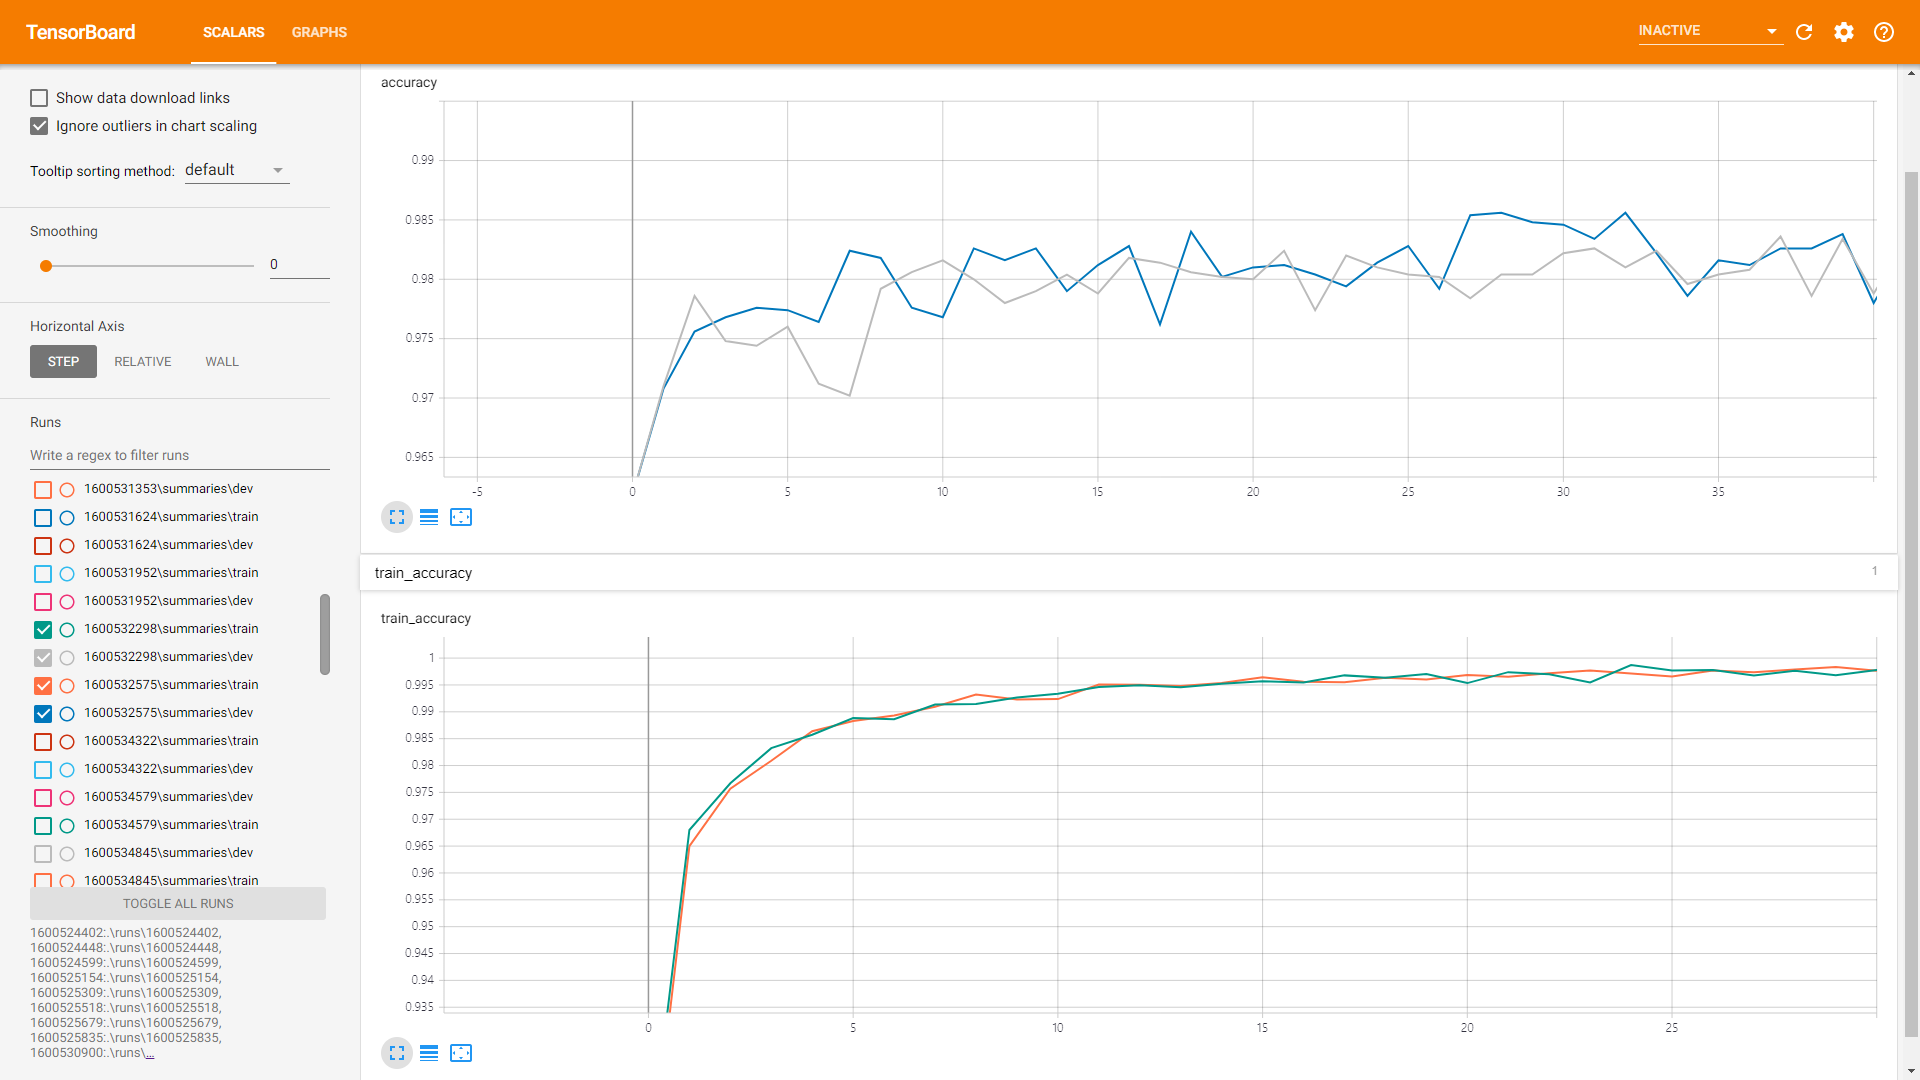 TensorBoard SCALARS GRAPHS INACTIVE
Show data download links
Ignore outliers in chart scaling
Tooltip sorting method: default
Smoothing
0
Horizontal Axis
STEP RELATIVE WALL
Runs
Write a regex to filter runs
1600531353\summaries\dev
1600531624\summaries\train
1600531624\summaries\dev
1600531952\summaries\train
1600531952\summaries\dev
1600532298\summaries\train
1600532298\summaries\dev
1600532575\summaries\train
1600532575\summaries\dev
1600534322\summaries\train
1600534322\summaries\dev
1600534579\summaries\dev
1600534579\summaries\train
1600534845\summaries\dev
1600534845\summaries\train
TOGGLE ALL RUNS
1600524402:.\runs\1600524402,
1600524448:.\runs\1600524448,
1600524599:.\runs\1600524599,
1600525154:.\runs\1600525154,
1600525309:.\runs\1600525309,
1600525518:.\runs\1600525518,
1600525679:.\runs\1600525679,
1600525835:.\runs\1600525835,
1600530900:.\runs\...
accuracy
0.99
0.985
0.98
0.975
0.97
0.965
-5 0 5 10 15 20 25 30 35
train_accuracy 1
train_accuracy
1
0.995
0.99
0.985
0.98
0.975
0.97
0.965
0.96
0.955
0.95
0.945
0.94
0.935
0 5 10 15 20 25